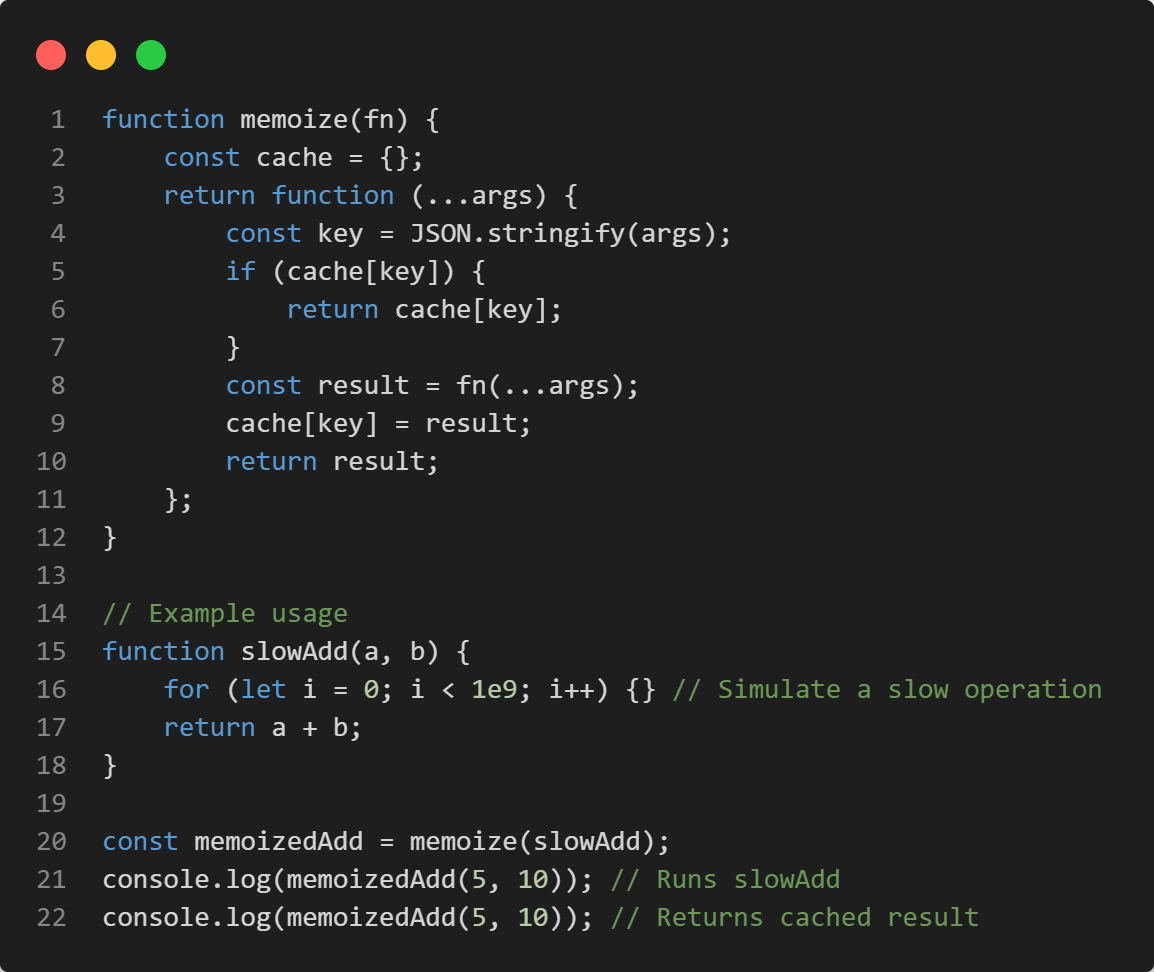 1 function memoize(fn) {
2     const cache = {};
3     return function (...args) {
4         const key = JSON.stringify(args);
5         if (cache[key]) {
6             return cache[key];
7         }
8         const result = fn(...args);
9         cache[key] = result;
10         return result;
11     };
12 }
13
14 // Example usage
15 function slowAdd(a, b) {
16     for (let i = 0; i < 1e9; i++) {} // Simulate a slow operation
17     return a + b;
18 }
19
20 const memoizedAdd = memoize(slowAdd);
21 console.log(memoizedAdd(5, 10)); // Runs slowAdd
22 console.log(memoizedAdd(5, 10)); // Returns cached result